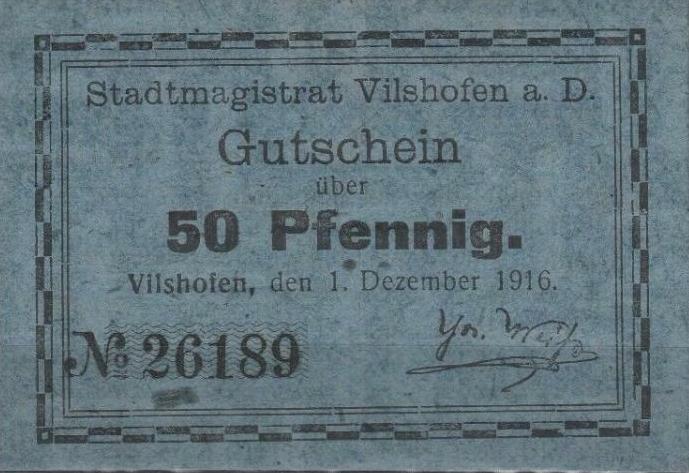 Stadtmagistrat Vilshofen a. D.
Gutschein
über
50 Pfennig.
Vilshofen, den 1. Dezember 1916.
№ 26189